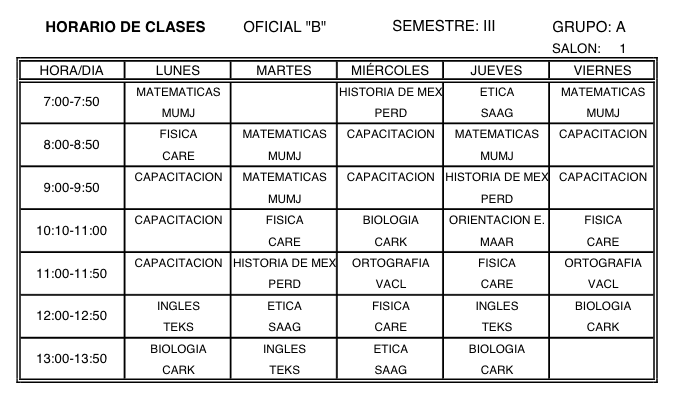 HORARIO DE CLASES OFICIAL "B" SEMESTRE: III GRUPO: A
SALON: 1
HORA/DIA LUNES MARTES MIÉRCOLES JUEVES VIERNES
7:00-7:50 MATEMATICAS HISTORIA DE MEX ETICA MATEMATICAS
MUMJ PERD SAAG MUMJ
8:00-8:50 FISICA MATEMATICAS CAPACITACION MATEMATICAS CAPACITACION
CARE MUMJ MUMJ
9:00-9:50 CAPACITACION MATEMATICAS CAPACITACION HISTORIA DE MEX CAPACITACION
MUMJ PERD
10:10-11:00 CAPACITACION FISICA BIOLOGIA ORIENTACION E. FISICA
CARE CARK MAAR CARE
11:00-11:50 CAPACITACION HISTORIA DE MEX ORTOGRAFIA FISICA ORTOGRAFIA
PERD VACL CARE VACL
12:00-12:50 INGLES ETICA FISICA INGLES BIOLOGIA
TEKS SAAG CARE TEKS CARK
13:00-13:50 BIOLOGIA INGLES ETICA BIOLOGIA
CARK TEKS SAAG CARK